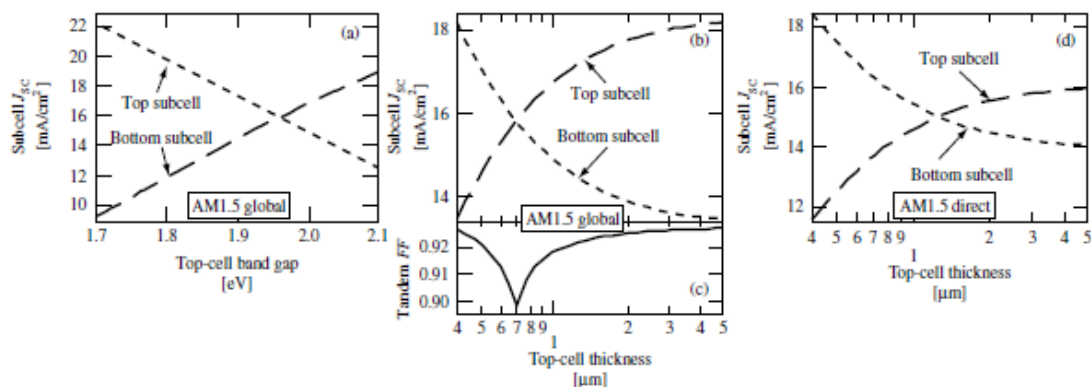 22
20
18
16
14
12
10
Subcell J_SC
[mA/cm²]
(a)
Top subcell
Bottom subcell
AM1.5 global
1.7 1.8 1.9 2.0 2.1
Top-cell band gap
[eV]
18
16
14
Subcell J_SC
[mA/cm²]
(b)
Top subcell
Bottom subcell
AM1.5 global
0.92
0.91
0.90
Tandem FF
(c)
4 5 6 7 8 9 1 2 3 4 5
Top-cell thickness
[μm]
18
16
14
12
Subcell J_SC
[mA/cm²]
(d)
Top subcell
Bottom subcell
AM1.5 direct
4 5 6 7 8 9 1 2 3 4 5
Top-cell thickness
[μm]